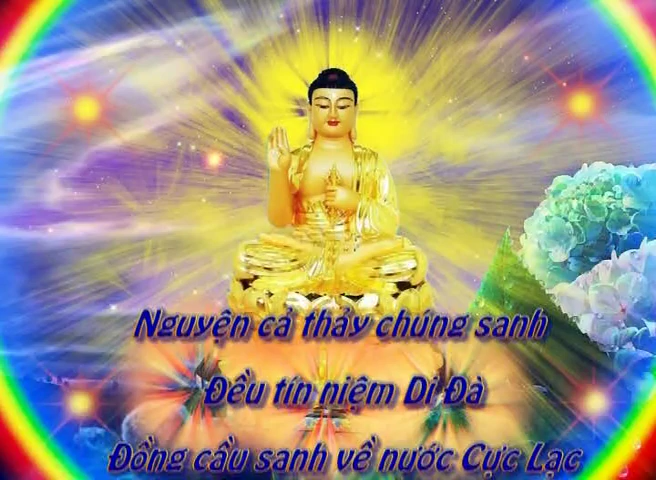 Nguyện cả thảy chúng sanh
Đều tín niệm Di Đà
Đồng cầu sanh về nước Cực Lạc